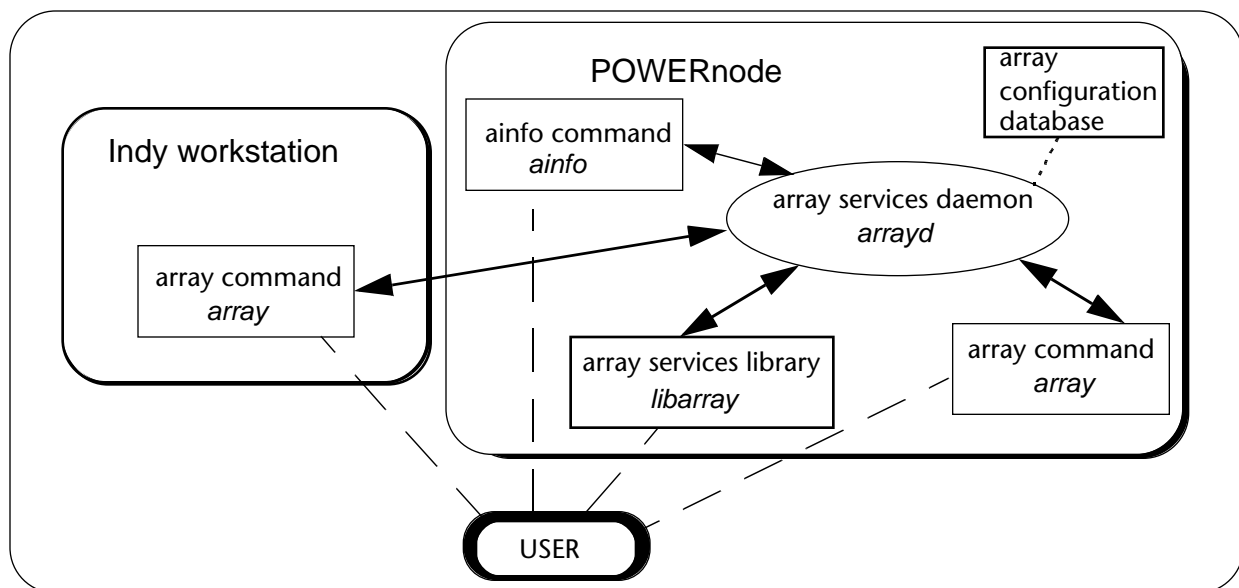 POWERnode
array
configuration
database
Indy workstation
ainfo command
ainfo
array services daemon
arrayd
array command
array
array services library
libarray
array command
array
USER